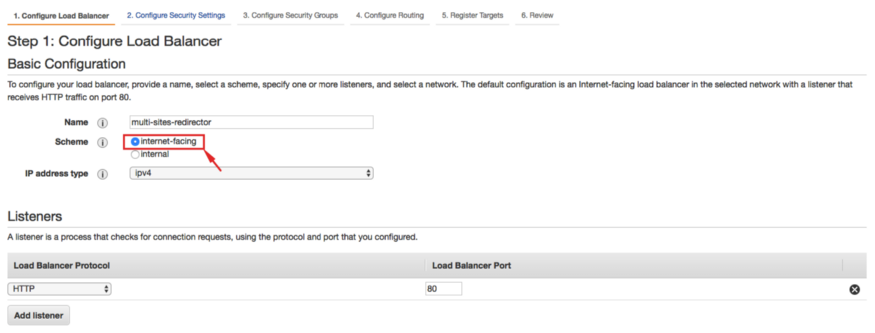 1. Configure Load Balancer 2. Configure Security Settings 3. Configure Security Groups 4. Configure Routing 5. Register Targets 6. Review
Step 1: Configure Load Balancer
Basic Configuration
To configure your load balancer, provide a name, select a scheme, specify one or more listeners, and select a network. The default configuration is an Internet-facing load balancer in the selected network with a listener that
receives HTTP traffic on port 80.
Name i multi-sites-redirector
Scheme i internet-facing
internal
IP address type i ipv4
Listeners
A listener is a process that checks for connection requests, using the protocol and port that you configured.
Load Balancer Protocol Load Balancer Port
HTTP 80
Add listener